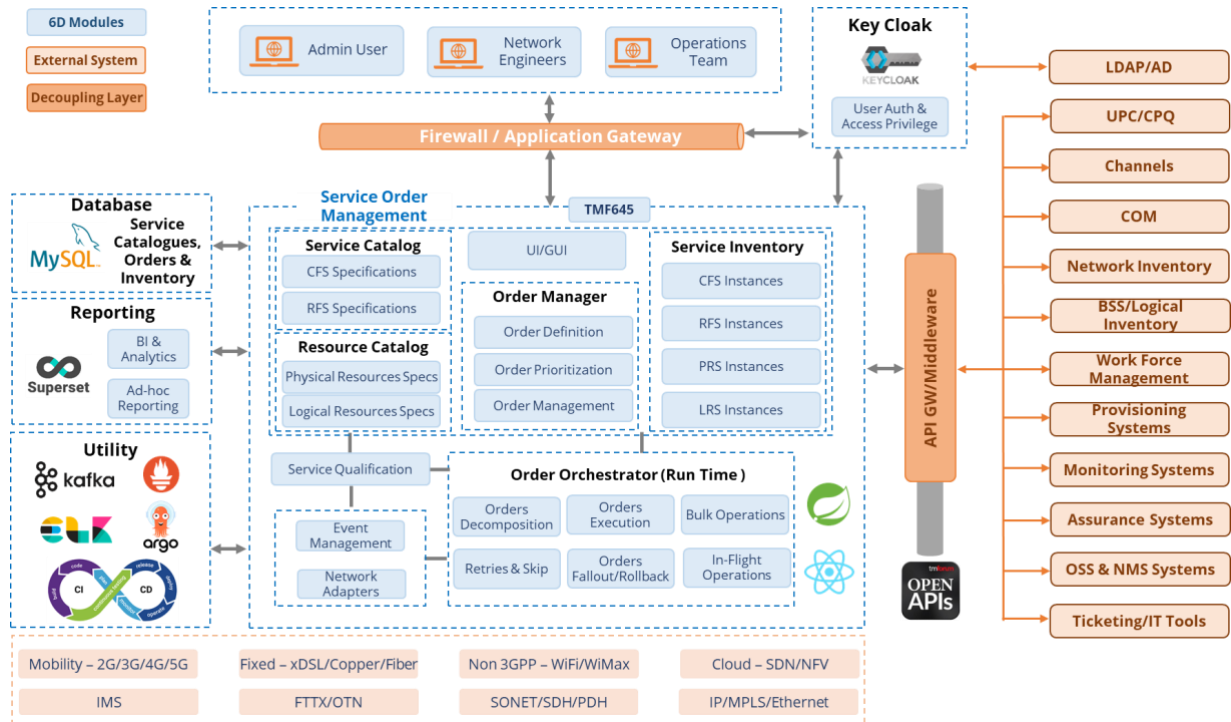 6D Modules
External System
Decoupling Layer
Admin User
Network
Engineers
Operations
Team
Key Cloak
KEYCLOAK
User Auth &
Access Privilege
Firewall / Application Gateway
LDAP/AD
UPC/CPQ
Channels
COM
Network Inventory
BSS/Logical
Inventory
Work Force
Management
Provisioning
Systems
Monitoring Systems
Assurance Systems
OSS & NMS Systems
Ticketing/IT Tools
Database
MySQL
Service
Catalogues,
Orders &
Inventory
Reporting
Superset
BI &
Analytics
Ad-hoc
Reporting
Utility
kafka
argo
code
build
CI
CD
release
deploy
operate
Service Order
Management
TMF645
Service Catalog
CFS Specifications
RFS Specifications
Resource Catalog
Physical Resources Specs
Logical Resources Specs
UI/GUI
Order Manager
Order Definition
Order Prioritization
Order Management
Service Inventory
CFS Instances
RFS Instances
PRS Instances
LRS Instances
Service Qualification
Event
Management
Network
Adapters
Order Orchestrator (Run Time )
Orders
Decomposition
Orders
Execution
Bulk Operations
Retries & Skip
Orders
Fallout/Rollback
In-Flight
Operations
API GW/Middleware
tmforum
OPEN
APIs
Mobility – 2G/3G/4G/5G
Fixed – xDSL/Copper/Fiber
Non 3GPP – WiFi/WiMax
Cloud – SDN/NFV
IMS
FTTX/OTN
SONET/SDH/PDH
IP/MPLS/Ethernet